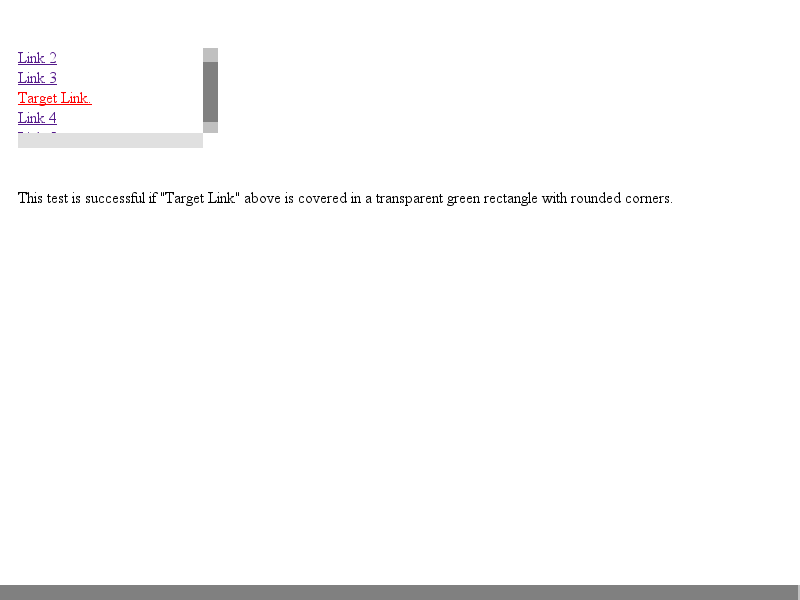 Link 2
Link 3
Target Link.
Link 4
This test is successful if "Target Link" above is covered in a transparent green rectangle with rounded corners.